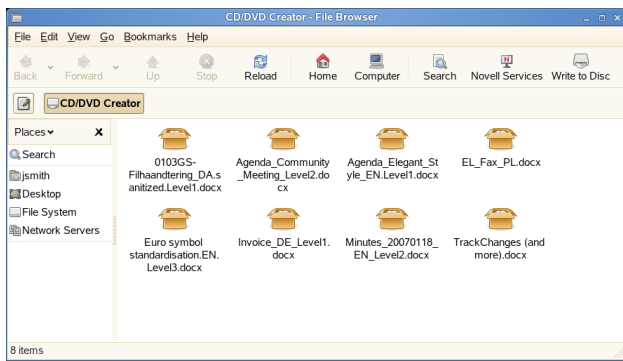 CD/DVD Creator - File Browser
File Edit View Go Bookmarks Help
Back Forward Up Stop Reload Home Computer Search Novell Services Write to Disc
CD/DVD Creator
Places
Search
jsmith
Desktop
File System
Network Servers
0103GS-
Filhaandtering_DA.s
anitized.Level1.docx
Agenda_Community
_Meeting_Level2.do
cx
Agenda_Elegant_St
yle_EN.Level1.docx
EL_Fax_PL.docx
Euro symbol
standardisation.EN.
Level3.docx
Invoice_DE_Level1.
docx
Minutes_20070118_
EN_Level2.docx
TrackChanges (and
more).docx
8 items